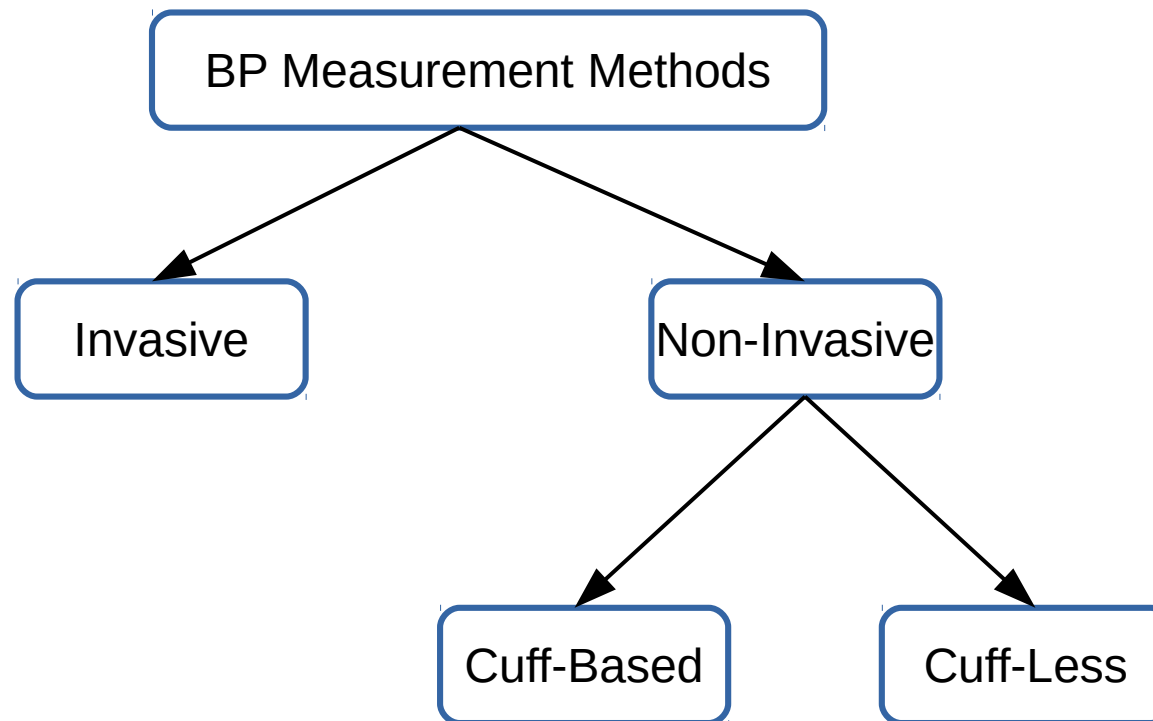 BP Measurement Methods
Invasive
Non-Invasive
Cuff-Based
Cuff-Less